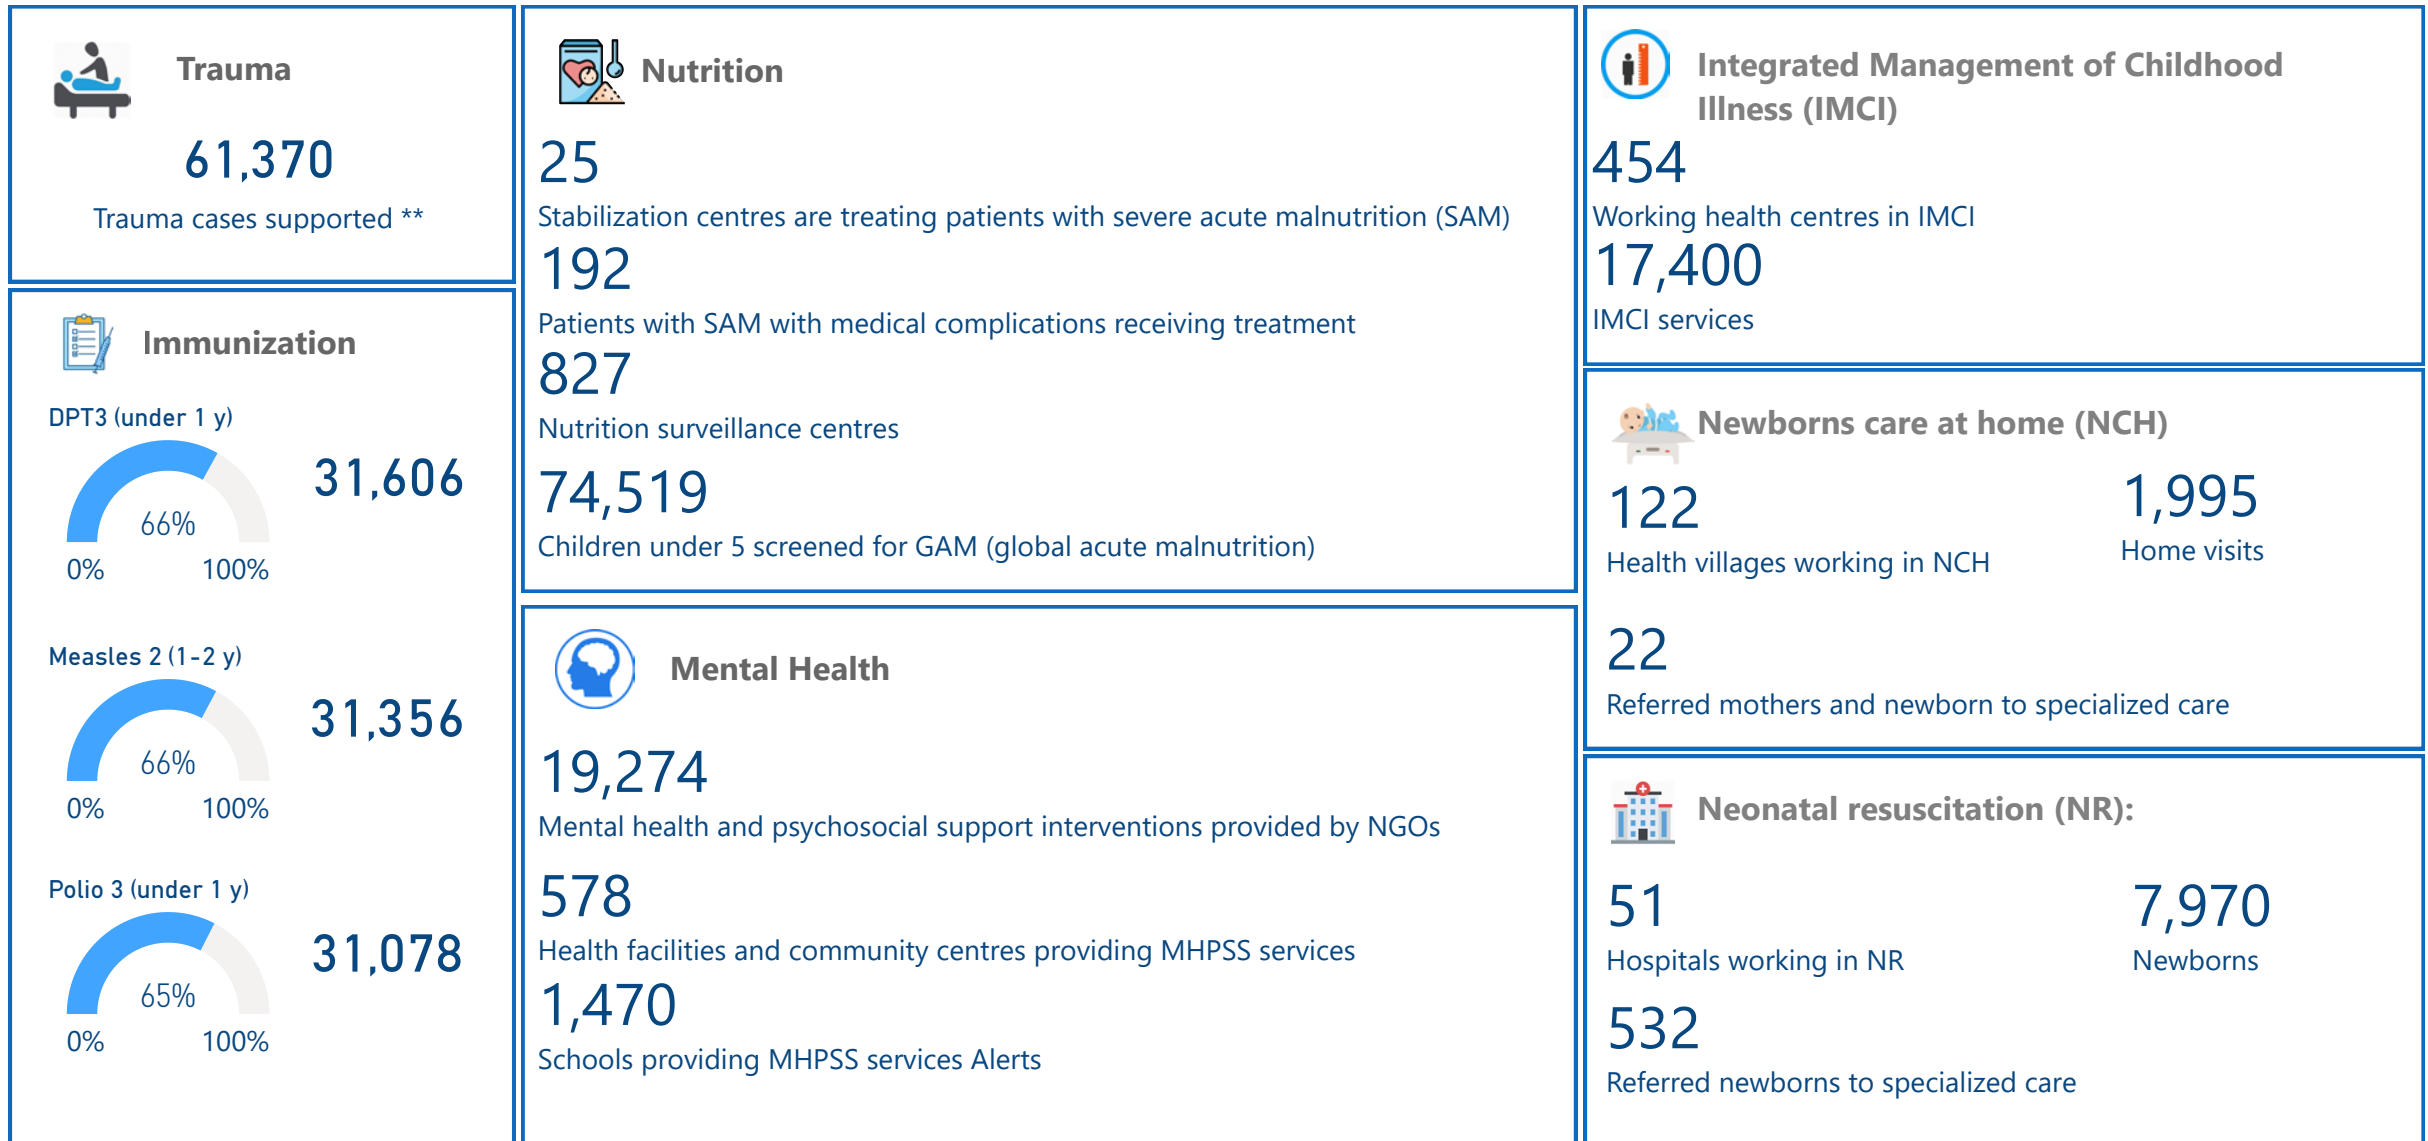 Trauma
61,370
Trauma cases supported **
Immunization
DPT3 (under 1 y)
31,606
66%
0%
100%
Measles 2 (1-2 y)
31,356
66%
0%
100%
Polio 3 (under 1 y)
31,078
65%
0%
100%
Nutrition
25
Stabilization centres are treating patients with severe acute malnutrition (SAM)
192
Patients with SAM with medical complications receiving treatment
827
Nutrition surveillance centres
74,519
Children under 5 screened for GAM (global acute malnutrition)
Mental Health
19,274
Mental health and psychosocial support interventions provided by NGOs
578
Health facilities and community centres providing MHPSS services
1,470
Schools providing MHPSS services Alerts
Integrated Management of Childhood
Illness (IMCI)
454
Working health centres in IMCI
17,400
IMCI services
Newborns care at home (NCH)
122
Health villages working in NCH
1,995
Home visits
22
Referred mothers and newborn to specialized care
Neonatal resuscitation (NR):
51
Hospitals working in NR
7,970
Newborns
532
Referred newborns to specialized care